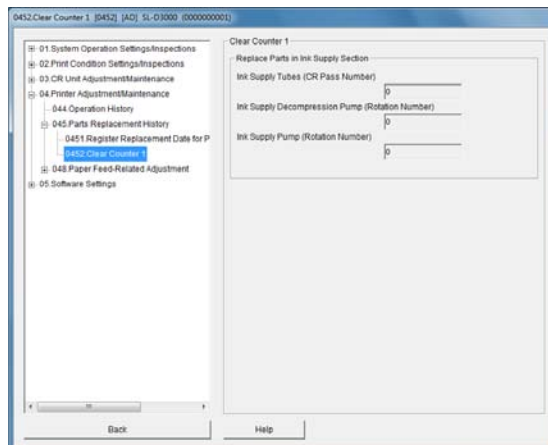 0452.Clear Counter 1 [0452] [AD] SL-D3000 (0000000001)
01.System Operation Settings/Inspections
02.Print Condition Settings/Inspections
03.CR Unit Adjustment/Maintenance
04.Printer Adjustment/Maintenance
044.Operation History
045.Parts Replacement History
0451.Register Replacement Date for P
0452.Clear Counter 1
048.Paper Feed-Related Adjustment
05.Software Settings
Clear Counter 1
Replace Parts in Ink Supply Section
Ink Supply Tubes (CR Pass Number)
0
Ink Supply Decompression Pump (Rotation Number)
0
Ink Supply Pump (Rotation Number)
0
Back
Help